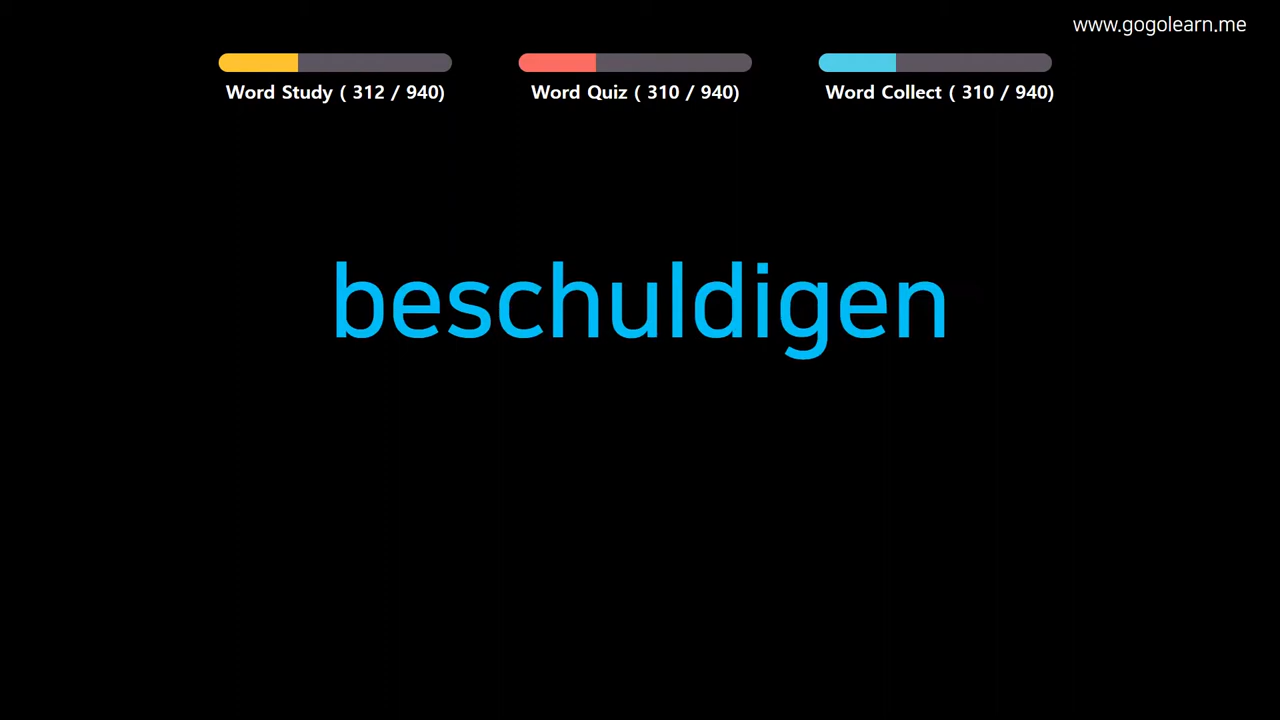 www.gogolearn.me
Word Study ( 312 / 940)
Word Quiz ( 310 / 940)
Word Collect ( 310 / 940)
beschuldigen